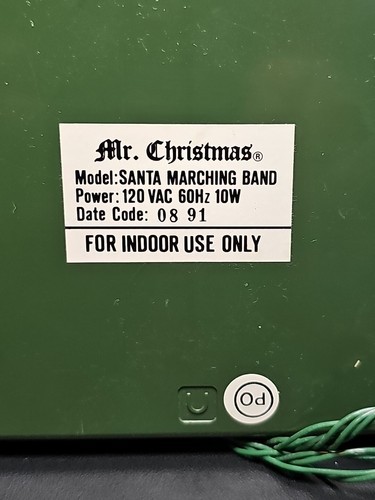 Mr. Christmas®
Model:SANTA MARCHING BAND
Power: 120 VAC 60Hz 10W
Date Code: 08 91
FOR INDOOR USE ONLY
PO